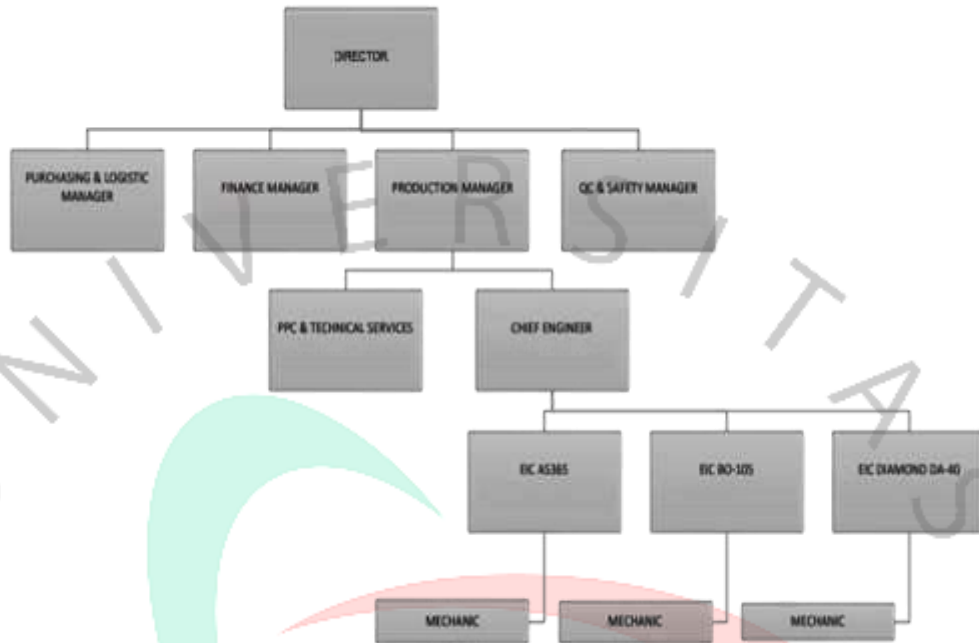 DIRECTOR
PURCHASING & LOGISTIC
MANAGER
FINANCE MANAGER
PRODUCTION MANAGER
QC & SAFETY MANAGER
UNIVERSITAS
PPC & TECHNICAL SERVICES
CHIEF ENGINEER
EIC AS365
EIC BO-105
EIC DIAMOND DA-40
MECHANIC
MECHANIC
MECHANIC